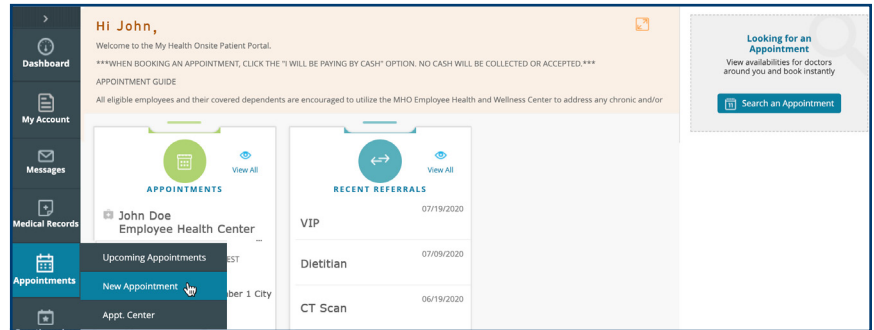 Dashboard
My Account
Messages
Medical Records
Appointments
Hi John,
Welcome to the My Health Onsite Patient Portal.
***WHEN BOOKING AN APPOINTMENT, CLICK THE "I WILL BE PAYING BY CASH" OPTION. NO CASH WILL BE COLLECTED OR ACCEPTED.***
APPOINTMENT GUIDE
All eligible employees and their covered dependents are encouraged to utilize the MHO Employee Health and Wellness Center to address any chronic and/or
View All
APPOINTMENTS
John Doe
Employee Health Center
...
EST
1 City
Upcoming Appointments
New Appointment
Appt. Center
View All
RECENT REFERRALS
07/19/2020
VIP
07/09/2020
Dietitian
06/19/2020
CT Scan
Looking for an
Appointment
View availabilities for doctors
around you and book instantly
11 Search an Appointment